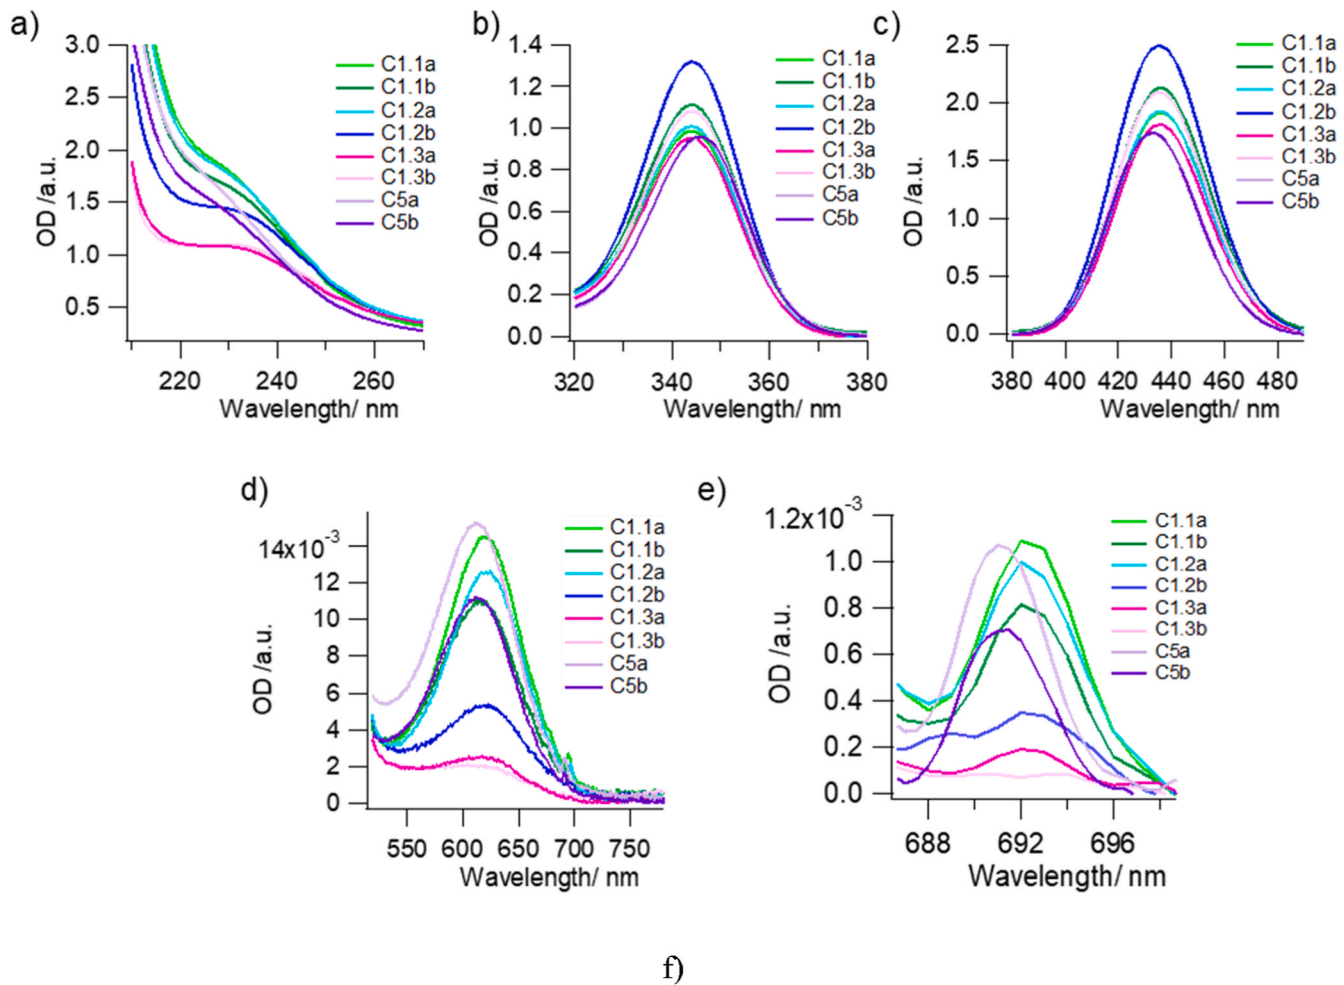 a)
3.0
2.5
2.0
1.5
1.0
0.5
OD /a.u.
220 240 260
Wavelength/ nm
C1.1a
C1.1b
C1.2a
C1.2b
C1.3a
C1.3b
C5a
C5b
b)
1.4
1.2
1.0
0.8
0.6
0.4
0.2
0.0
OD /a.u.
320 340 360 380
Wavelength/ nm
C1.1a
C1.1b
C1.2a
C1.2b
C1.3a
C1.3b
C5a
C5b
c)
2.5
2.0
1.5
1.0
0.5
0.0
OD /a.u.
380 400 420 440 460 480
Wavelength/ nm
C1.1a
C1.1b
C1.2a
C1.2b
C1.3a
C1.3b
C5a
C5b
d)
14x10-3
12
10
8
6
4
2
0
OD /a.u.
550 600 650 700 750
Wavelength/ nm
C1.1a
C1.1b
C1.2a
C1.2b
C1.3a
C1.3b
C5a
C5b
e)
1.2x10-3
1.0
0.8
0.6
0.4
0.2
0.0
OD /a.u.
688 692 696
Wavelength/ nm
C1.1a
C1.1b
C1.2a
C1.2b
C1.3a
C1.3b
C5a
C5b
f)